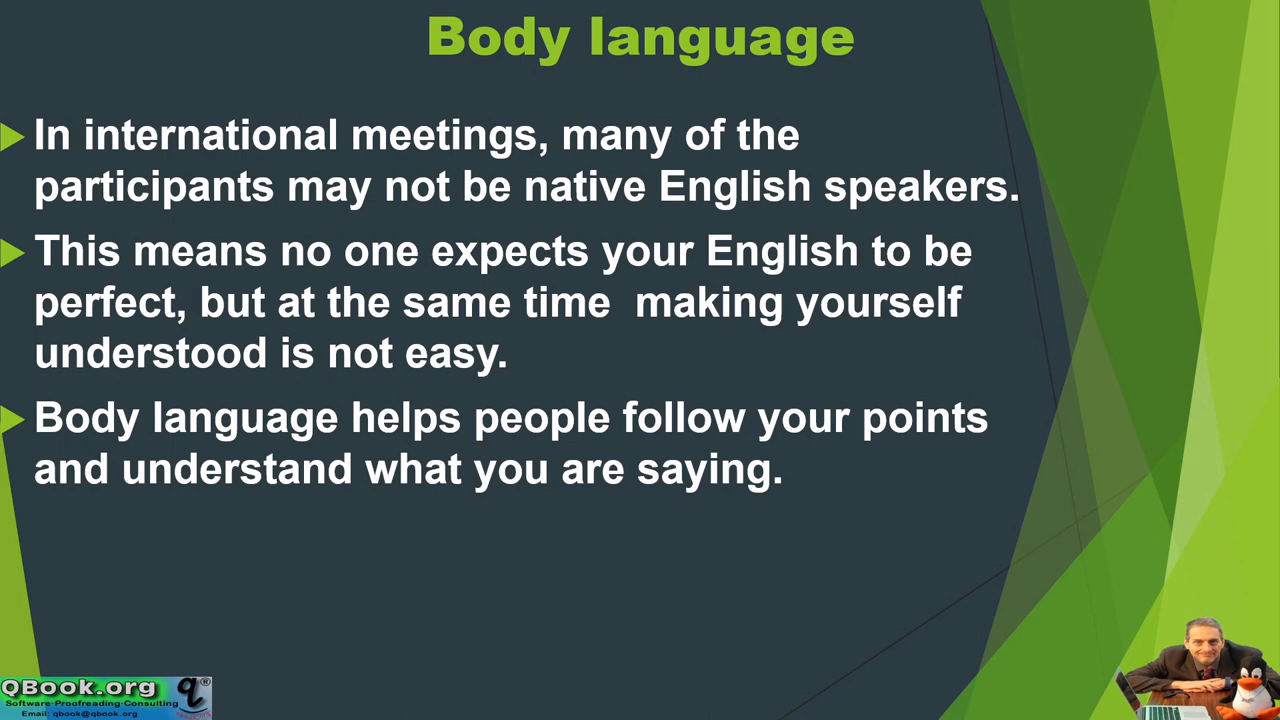 Body language
In international meetings, many of the
participants may not be native English speakers.
This means no one expects your English to be
perfect, but at the same time  making yourself
understood is not easy.
Body language helps people follow your points
and understand what you are saying.
QBook.org
q®
Software·Proofreading·Consulting
Email: qbook@qbook.org